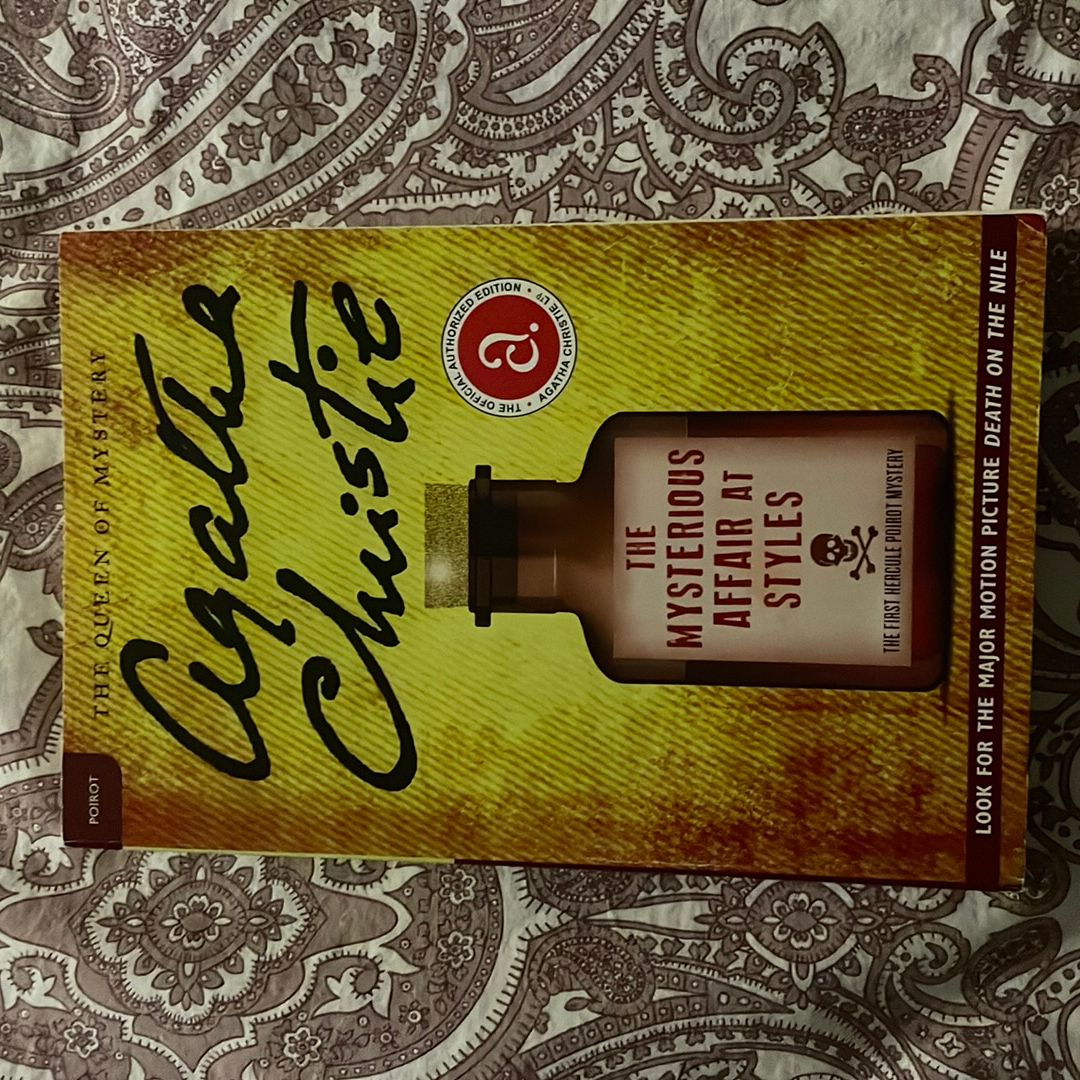 THE QUEEN OF MYSTERY
POIROT
Agatha
Christie
THE OFFICIAL AUTHORIZED EDITION • AGATHA CHRISTIE LTD •
a.
THE
MYSTERIOUS
AFFAIR AT
STYLES
THE FIRST HERCULE POIROT MYSTERY
LOOK FOR THE MAJOR MOTION PICTURE DEATH ON THE NILE